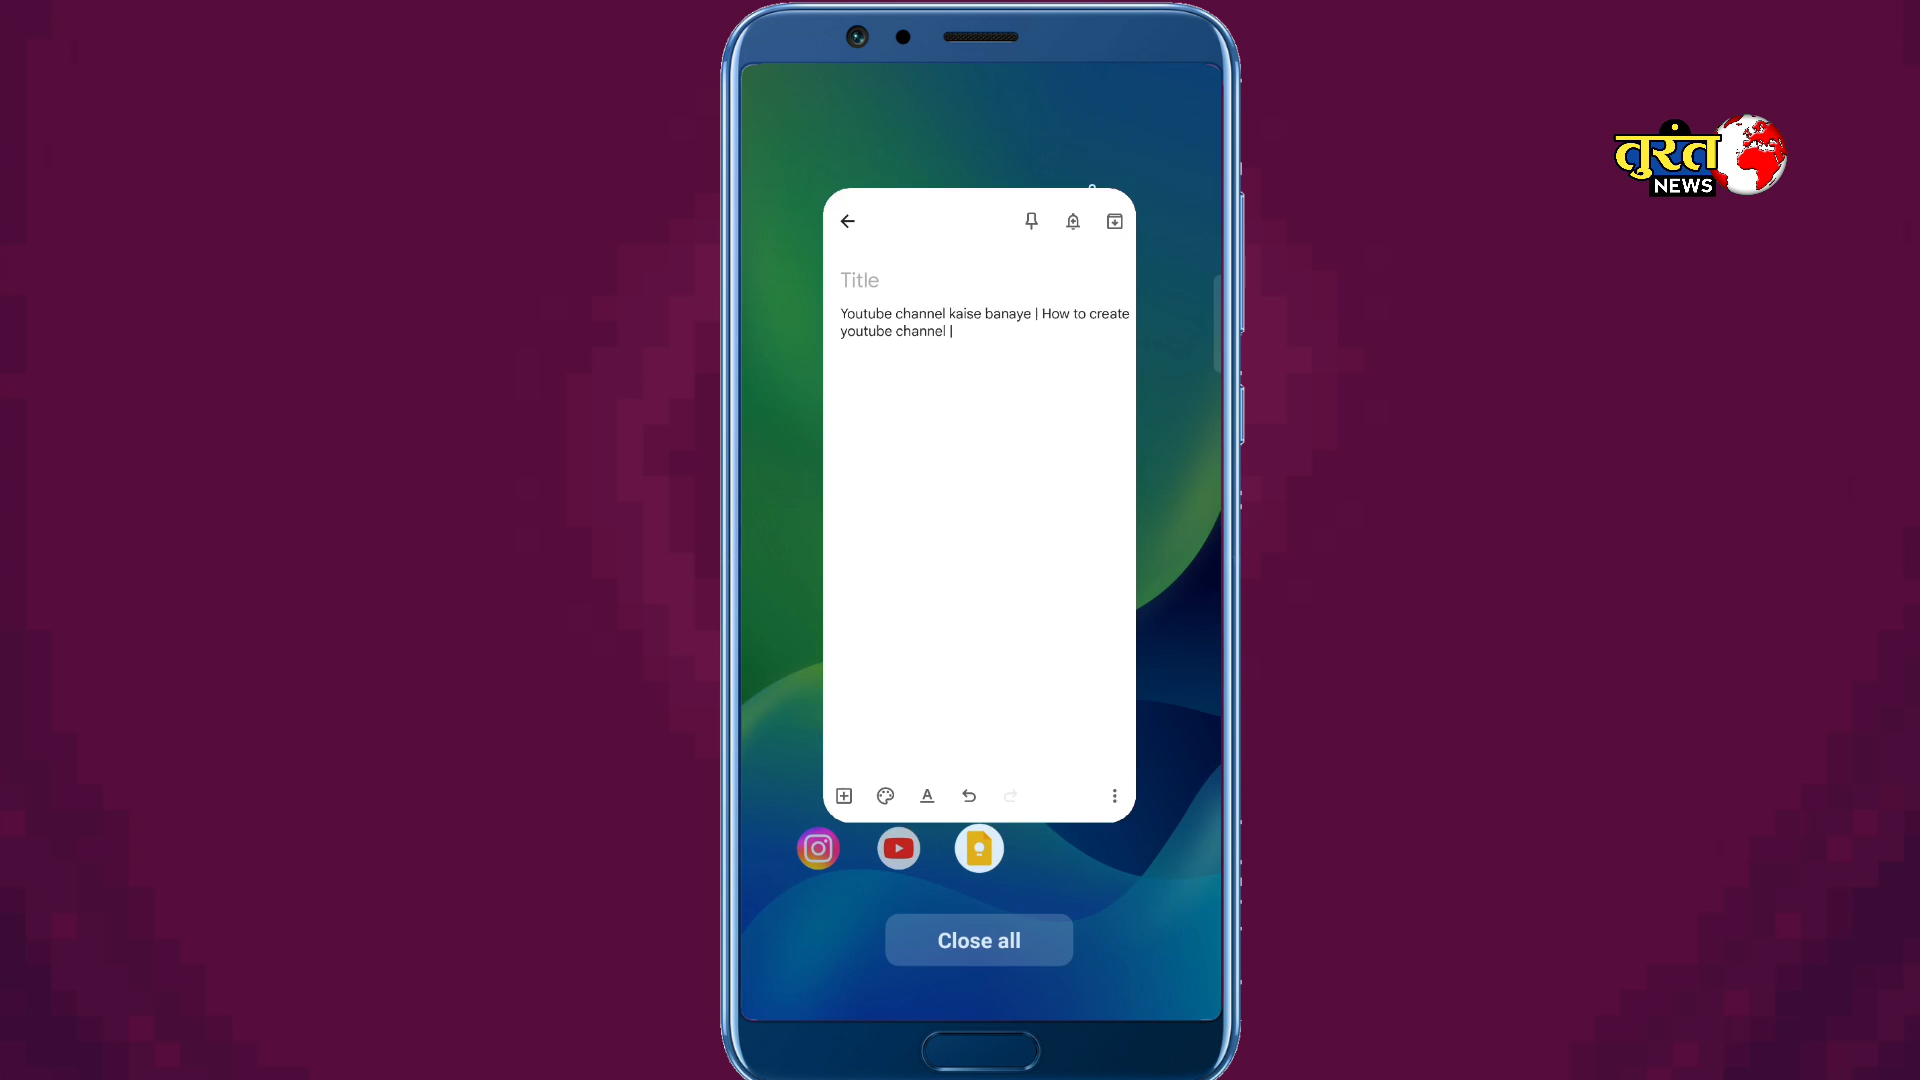 तुरंत
NEWS
Title
Youtube channel kaise banaye | How to create
youtube channel |
Close all